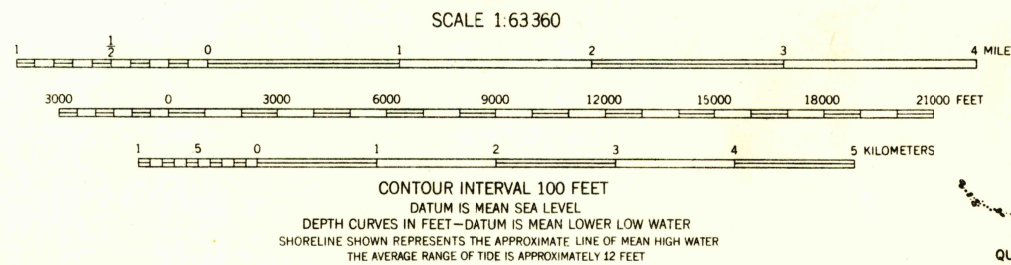 SCALE 1:63 360
1 ½ 0 1 2 3 4 MILE
3000 0 3000 6000 9000 12000 15000 18000 21000 FEET
1 5 0 1 2 3 4 5 KILOMETERS
CONTOUR INTERVAL 100 FEET
DATUM IS MEAN SEA LEVEL
DEPTH CURVES IN FEET—DATUM IS MEAN LOWER LOW WATER
SHORELINE SHOWN REPRESENTS THE APPROXIMATE LINE OF MEAN HIGH WATER
THE AVERAGE RANGE OF TIDE IS APPROXIMATELY 12 FEET
QU